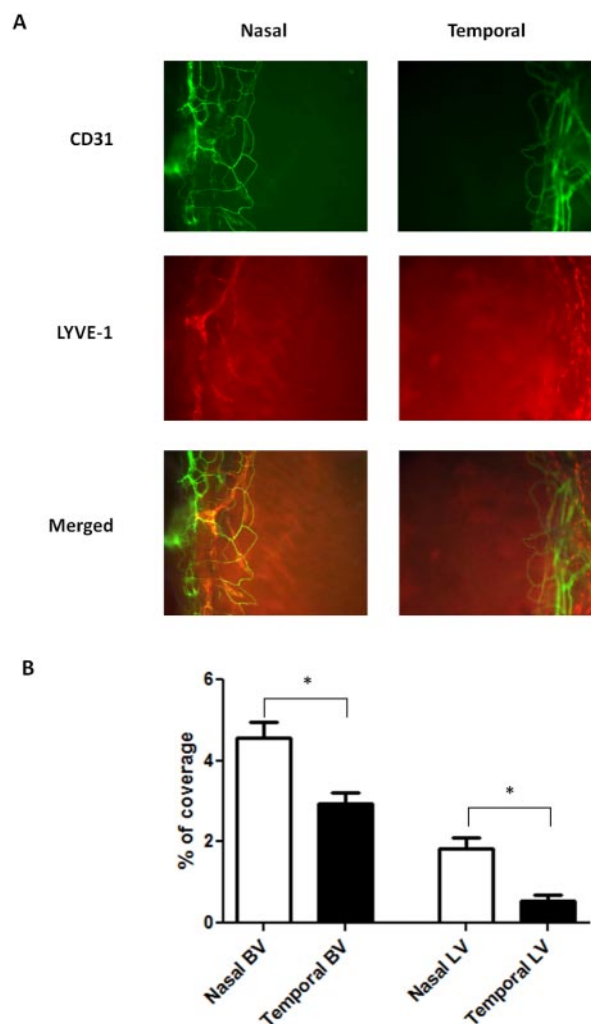 A
Nasal Temporal
CD31
LYVE-1
Merged
B
% of coverage
6
4
2
0
*
*
Nasal BV
Temporal BV
Nasal LV
Temporal LV